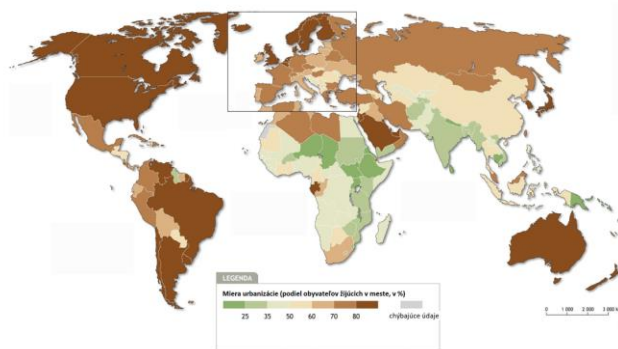 LEGENDA
Miera urbanizácie (podiel obyvateľov žijúcich v meste, v %)
25 35 50 60 70 80 chýbajúce údaje
0 1 000 2 000 3 000